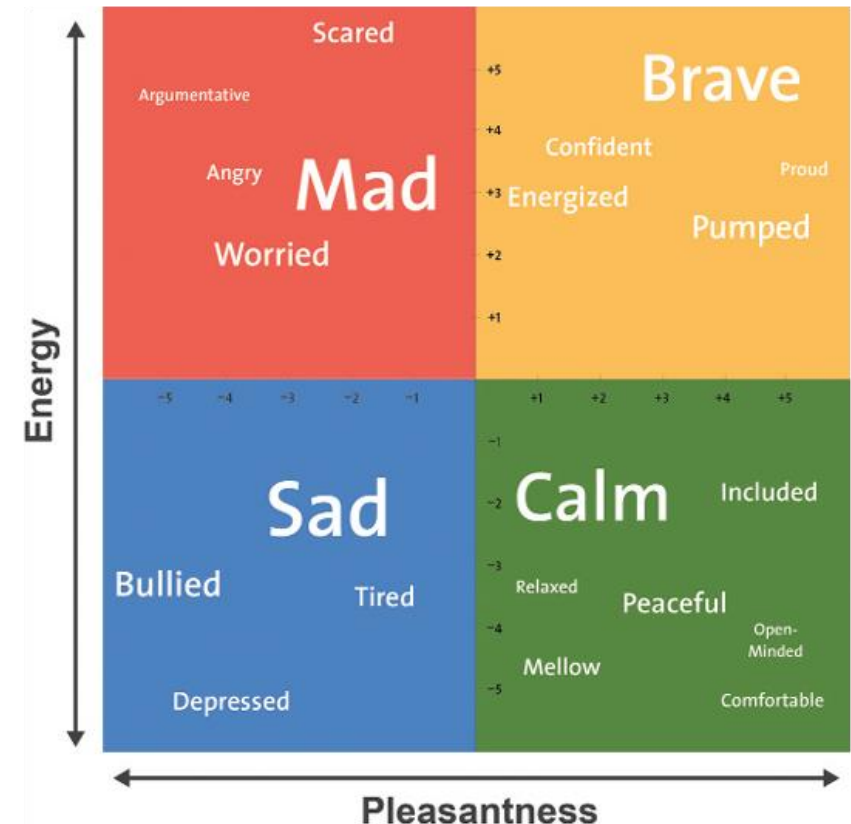 Scared
+5
Brave
Argumentative
+4
Confident
Angry
Mad
Proud
+3
Energized
Pumped
Worried
+2
+1
Energy
-5 -4 -3 -2 -1
+1 +2 +3 +4 +5
-1
Sad
-2
Calm
Included
-3
Bullied
Tired
Relaxed
Peaceful
-4
Open-
Minded
Mellow
-5
Depressed
Comfortable
Pleasantness